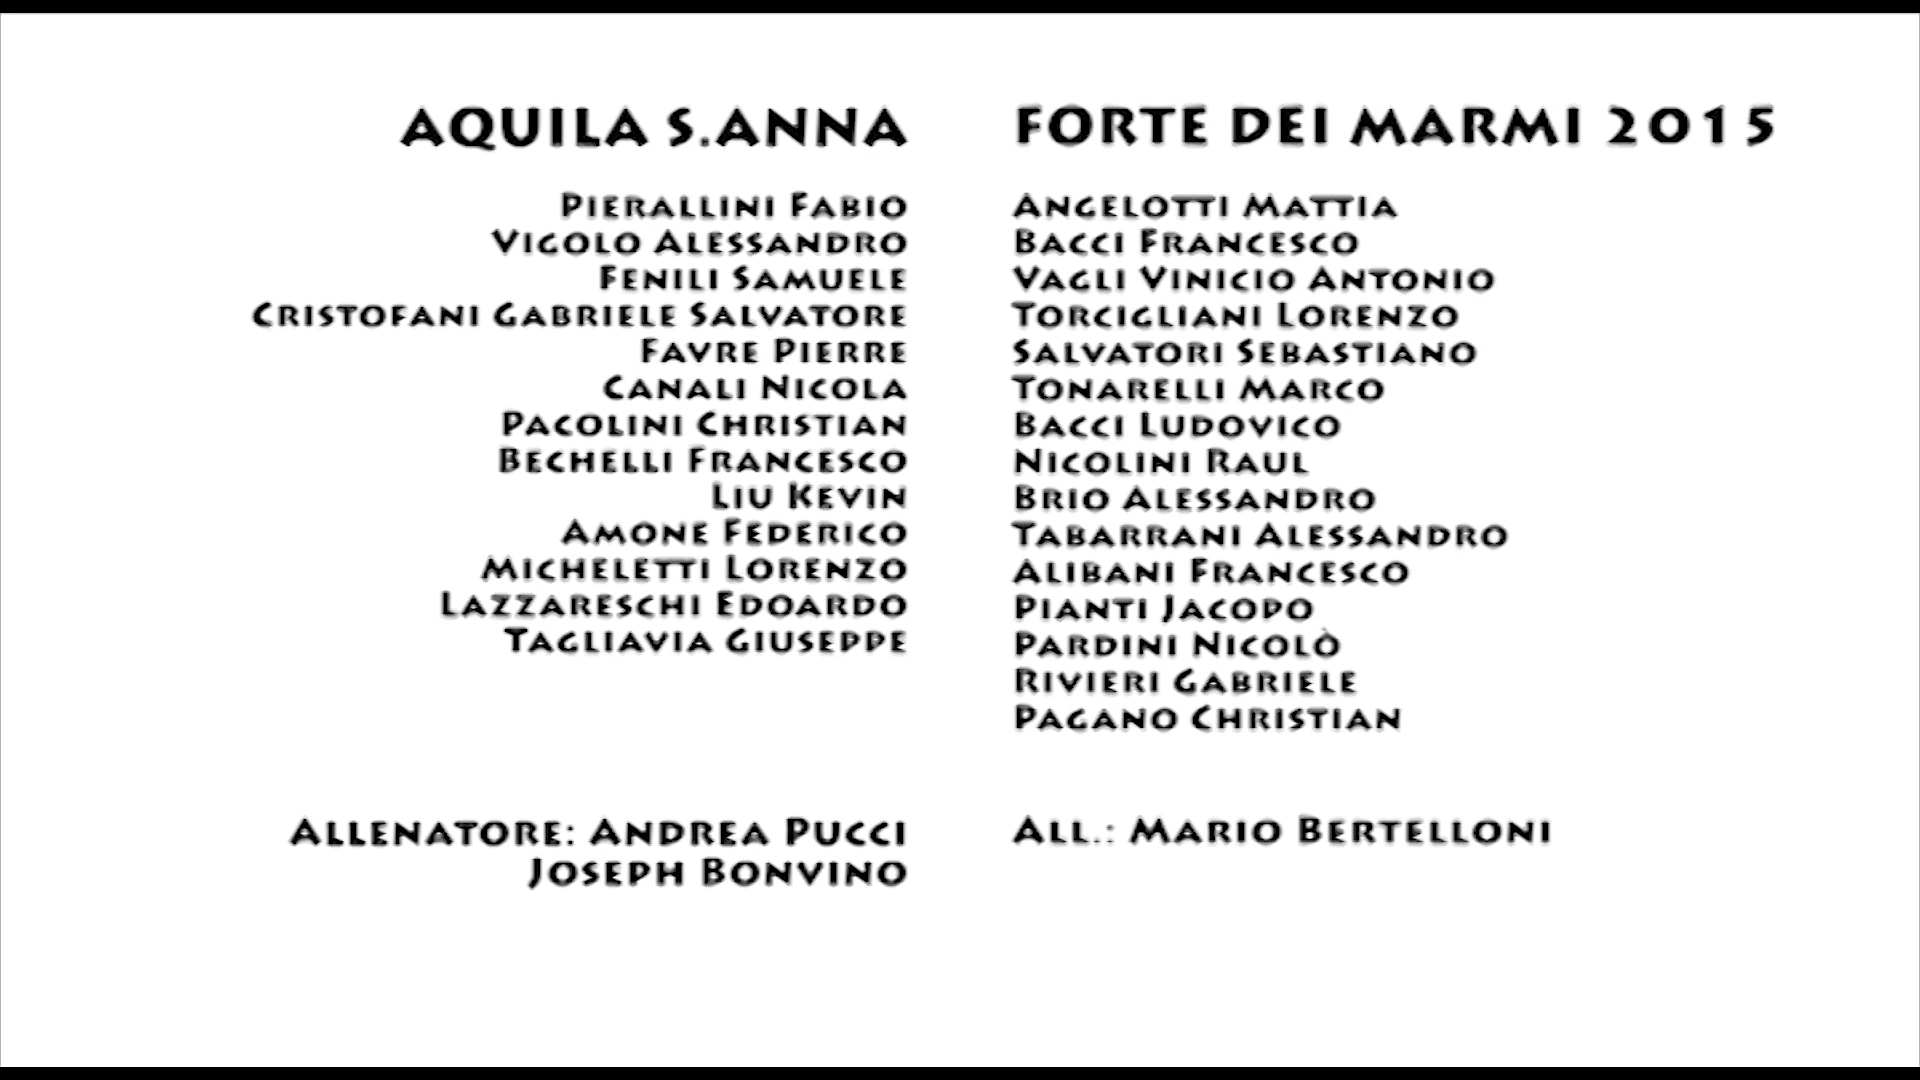 AQUILA S.ANNA
PIERALLINI FABIO
VIGOLO ALESSANDRO
FENILI SAMUELE
CRISTOFANI GABRIELE SALVATORE
FAVRE PIERRE
CANALI NICOLA
PACOLINI CHRISTIAN
BECHELLI FRANCESCO
LIU KEVIN
AMONE FEDERICO
MICHELETTI LORENZO
LAZZARESCHI EDOARDO
TAGLIAVIA GIUSEPPE
ALLENATORE: ANDREA PUCCI
JOSEPH BONVINO
FORTE DEI MARMI 2015
ANGELOTTI MATTIA
BACCI FRANCESCO
VAGLI VINICIO ANTONIO
TORCIGLIANI LORENZO
SALVATORI SEBASTIANO
TONARELLI MARCO
BACCI LUDOVICO
NICOLINI RAUL
BRIO ALESSANDRO
TABARRANI ALESSANDRO
ALIBANI FRANCESCO
PIANTI JACOPO
PARDINI NICOLÒ
RIVIERI GABRIELE
PAGANO CHRISTIAN
ALL.: MARIO BERTELLONI